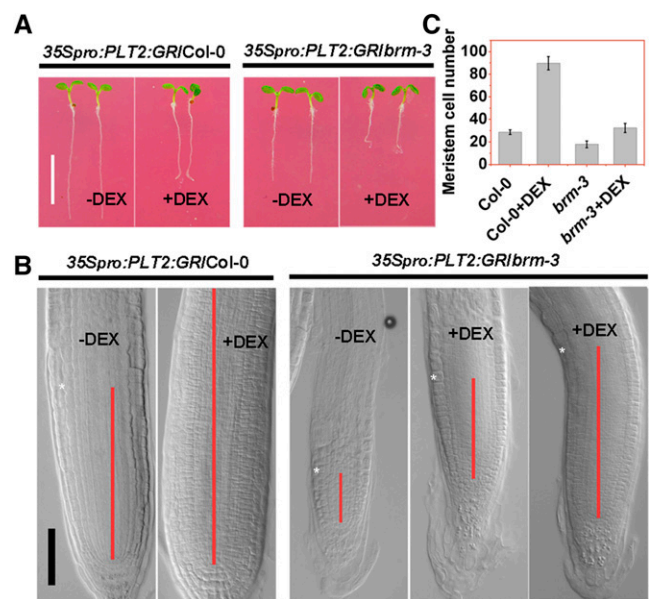 A
35Spro:PLT2:GR/Col-0
35Spro:PLT2:GR/brm-3
-DEX
+DEX
-DEX
+DEX
C
Meristem cell number
100
80
60
40
20
0
Col-0
Col-0+DEX
brm-3
brm-3+DEX
B
35Spro:PLT2:GR/Col-0
35Spro:PLT2:GR/brm-3
-DEX
+DEX
-DEX
+DEX
+DEX
*
*
*
*